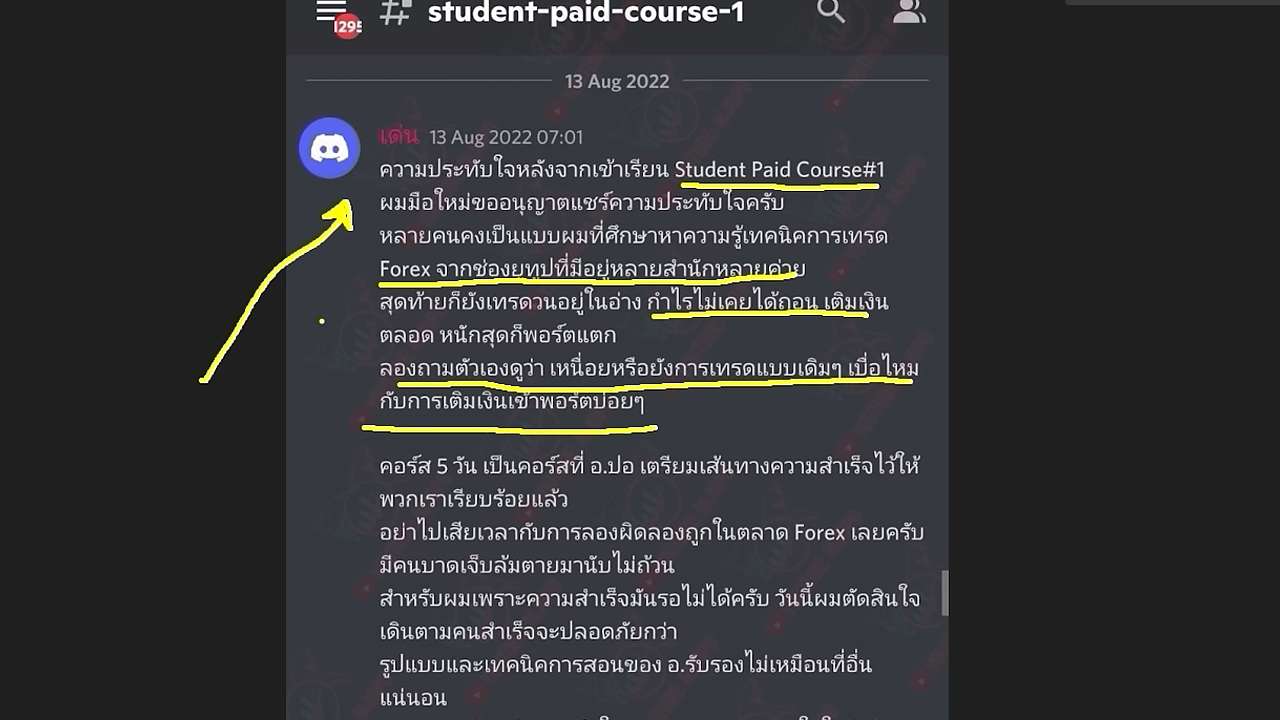 1295
student-paid-course-1
13 Aug 2022
เด่น 13 Aug 2022 07:01
ความประทับใจหลังจากเข้าเรียน Student Paid Course#1
ผมมือใหม่ขออนุญาตแชร์ความประทับใจครับ
หลายคนคงเป็นแบบผมที่ศึกษาหาความรู้เทคนิคการเทรด
Forex จากช่องยูทูปที่มีอยู่หลายสำนักหลายค่าย
สุดท้ายก็ยังเทรดวนอยู่ในอ่าง กำไรไม่เคยได้ถอน เติมเงิน
ตลอด หนักสุดก็พอร์ตแตก
ลองถามตัวเองดูว่า เหนื่อยหรือยังการเทรดแบบเดิมๆ เบื่อไหม
กับการเติมเงินเข้าพอร์ตบ่อยๆ
คอร์ส 5 วัน เป็นคอร์สที่ อ.ปอ เตรียมเส้นทางความสำเร็จไว้ให้
พวกเราเรียบร้อยแล้ว
อย่าไปเสียเวลากับการลองผิดลองถูกในตลาด Forex เลยครับ
มีคนบาดเจ็บล้มตายมานับไม่ถ้วน
สำหรับผมเพราะความสำเร็จมันรอไม่ได้ครับ วันนี้ผมตัดสินใจ
เดินตามคนสำเร็จจะปลอดภัยกว่า
รูปแบบและเทคนิคการสอนของ อ.รับรองไม่เหมือนที่อื่น
แน่นอน